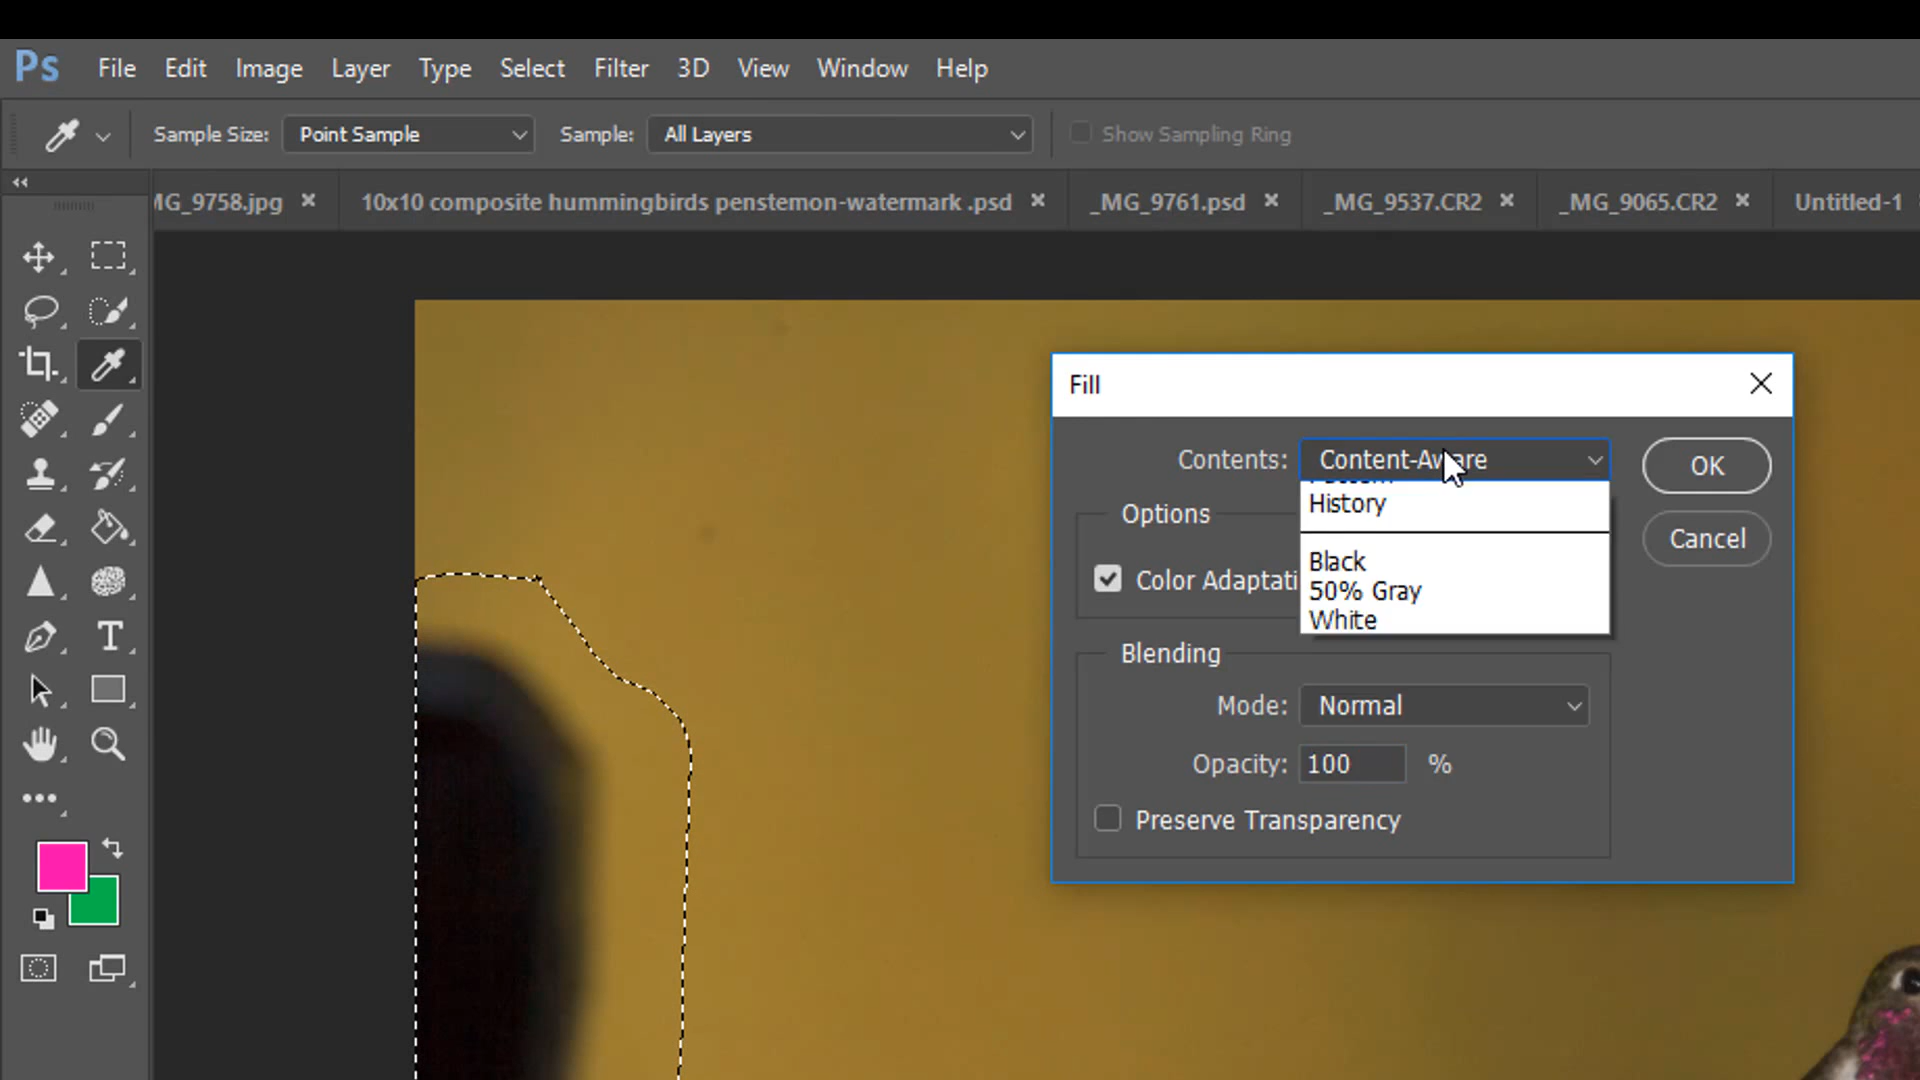 Ps File Edit Image Layer Type Select Filter 3D View Window Help
Sample Size: Point Sample Sample: All Layers Show Sampling Ring
MG_9758.jpg × 10x10 composite hummingbirds penstemon-watermark .psd × _MG_9761.psd × _MG_9537.CR2 × _MG_9065.CR2 × Untitled-1
Fill
Contents: Content-Aware
OK
History
Options
Cancel
Black
Color Adaptati
50% Gray
White
Blending
Mode: Normal
Opacity: 100 %
Preserve Transparency
T